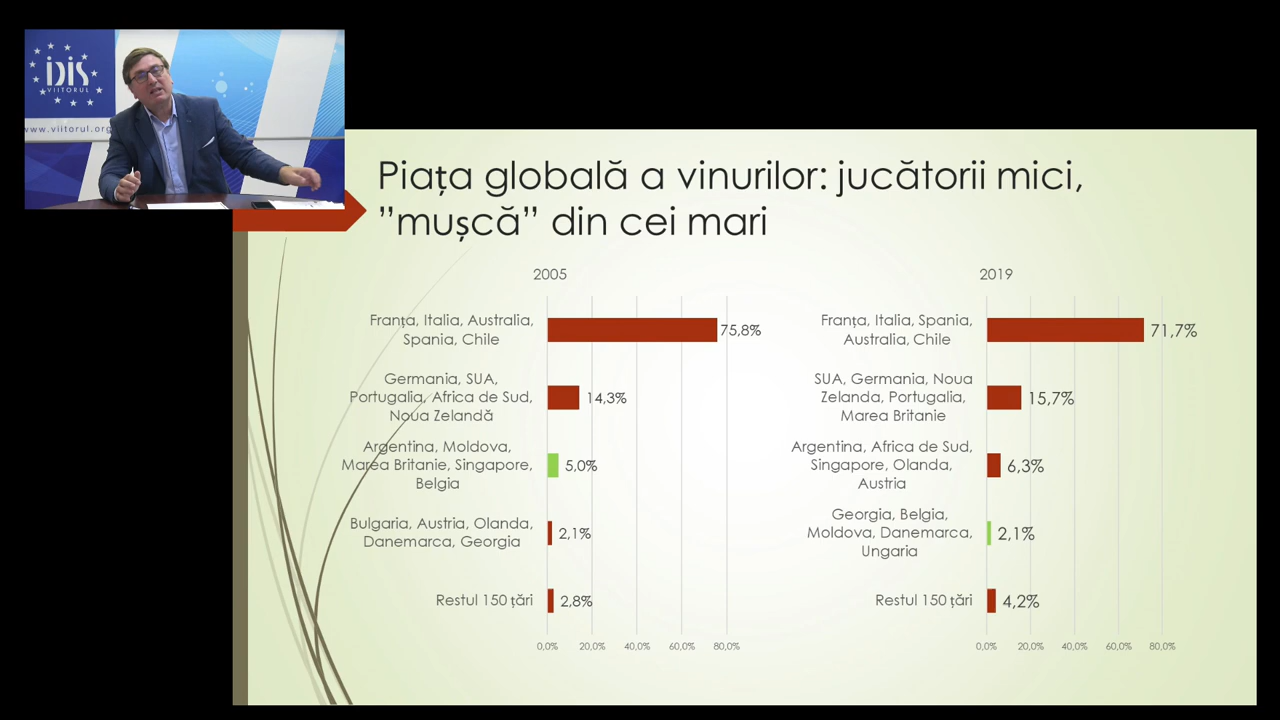 IDIS
VIITORUL
www.viitorul.org
Piața globală a vinurilor: jucătorii mici,
”mușcă” din cei mari
2005
Franța, Italia, Australia,
Spania, Chile
75,8%
Germania, SUA,
Portugalia, Africa de Sud,
Noua Zelandă
14,3%
Argentina, Moldova,
Marea Britanie, Singapore,
Belgia
5,0%
Bulgaria, Austria, Olanda,
Danemarca, Georgia
2,1%
Restul 150 țări
2,8%
0,0% 20,0% 40,0% 60,0% 80,0%
2019
Franța, Italia, Spania,
Australia, Chile
71,7%
SUA, Germania, Noua
Zelanda, Portugalia,
Marea Britanie
15,7%
Argentina, Africa de Sud,
Singapore, Olanda,
Austria
6,3%
Georgia, Belgia,
Moldova, Danemarca,
Ungaria
2,1%
Restul 150 țări
4,2%
0,0% 20,0% 40,0% 60,0% 80,0%